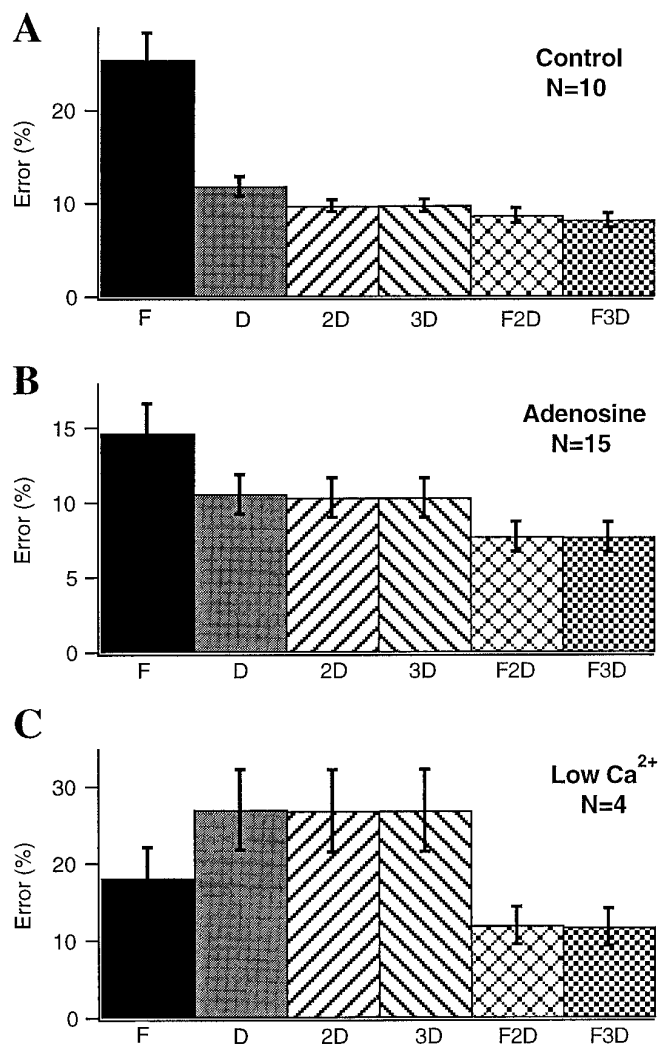 A
Control
N=10
Error (%)
20
10
0
F D 2D 3D F2D F3D
B
Adenosine
N=15
Error (%)
15
10
5
0
F D 2D 3D F2D F3D
C
Low Ca²⁺
N=4
Error (%)
30
20
10
0
F D 2D 3D F2D F3D